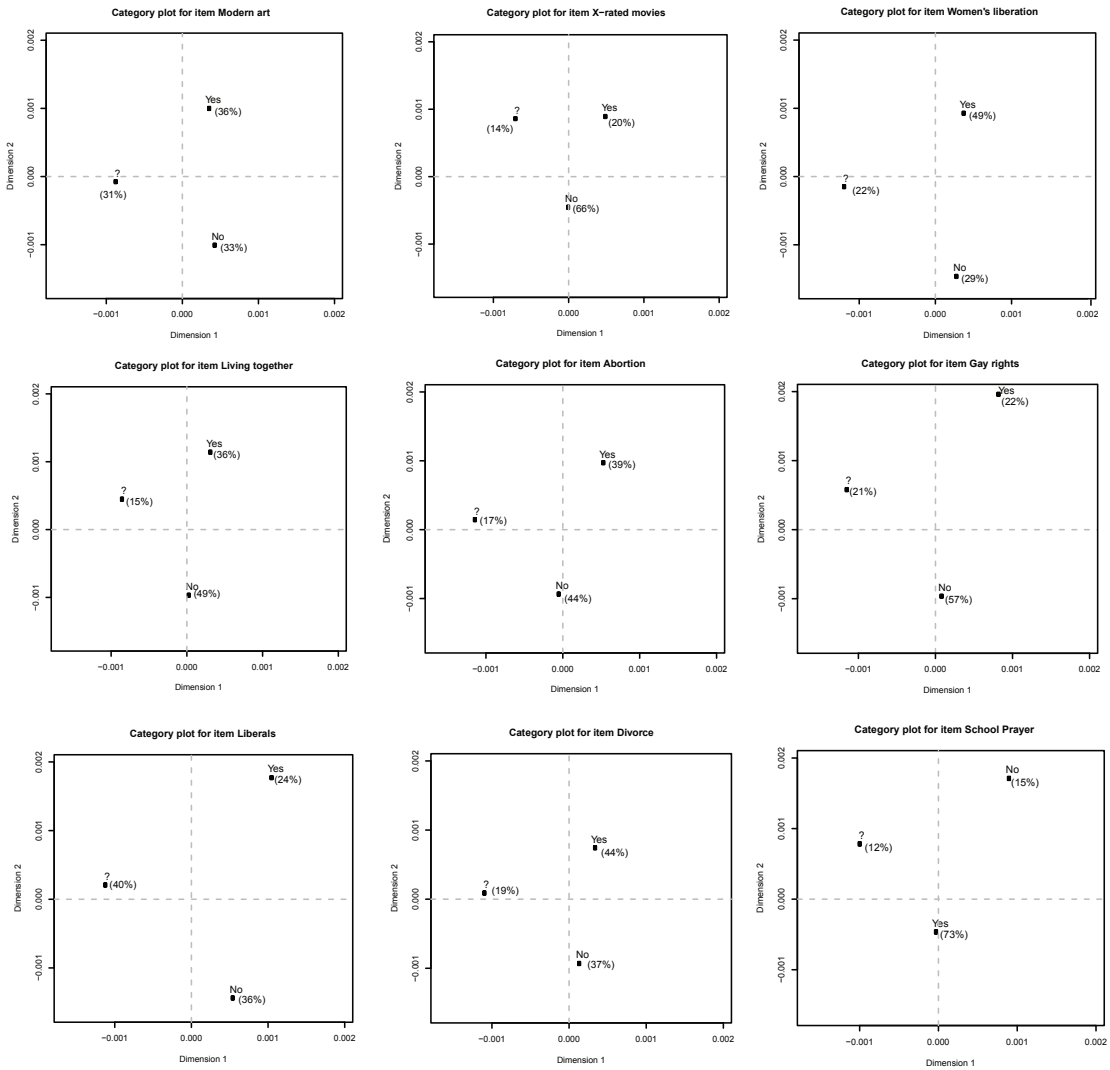 Category plot for item Modern art
Dimension 2
0.002
0.001
0.000
−0.001
Yes
(36%)
?
(31%)
No
(33%)
−0.001 0.000 0.001 0.002
Dimension 1
Category plot for item X−rated movies
Dimension 2
0.002
0.001
0.000
−0.001
?
(14%)
Yes
(20%)
No
(66%)
−0.001 0.000 0.001 0.002
Dimension 1
Category plot for item Women's liberation
Dimension 2
0.002
0.001
0.000
−0.001
Yes
(49%)
?
(22%)
No
(29%)
−0.001 0.000 0.001 0.002
Dimension 1
Category plot for item Living together
Dimension 2
0.002
0.001
0.000
−0.001
Yes
(36%)
?
(15%)
No
(49%)
−0.001 0.000 0.001 0.002
Dimension 1
Category plot for item Abortion
Dimension 2
0.002
0.001
0.000
−0.001
Yes
(39%)
?
(17%)
No
(44%)
−0.001 0.000 0.001 0.002
Dimension 1
Category plot for item Gay rights
Dimension 2
0.002
0.001
0.000
−0.001
Yes
(22%)
?
(21%)
No
(57%)
−0.001 0.000 0.001 0.002
Dimension 1
Category plot for item Liberals
Dimension 2
0.002
0.001
0.000
−0.001
Yes
(24%)
?
(40%)
No
(36%)
−0.001 0.000 0.001 0.002
Dimension 1
Category plot for item Divorce
Dimension 2
0.002
0.001
0.000
−0.001
Yes
(44%)
?
(19%)
No
(37%)
−0.001 0.000 0.001 0.002
Dimension 1
Category plot for item School Prayer
Dimension 2
0.002
0.001
0.000
−0.001
No
(15%)
?
(12%)
Yes
(73%)
−0.001 0.000 0.001 0.002
Dimension 1